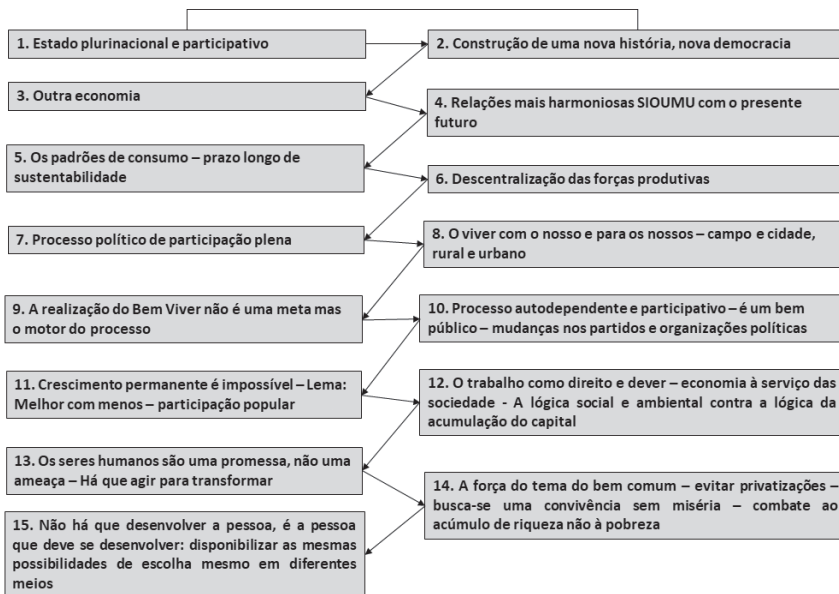 1. Estado plurinacional e participativo
2. Construção de uma nova história, nova democracia
3. Outra economia
4. Relações mais harmoniosas SIOUMU com o presente
futuro
5. Os padrões de consumo – prazo longo de
sustentabilidade
6. Descentralização das forças produtivas
7. Processo político de participação plena
8. O viver com o nosso e para os nossos – campo e cidade,
rural e urbano
9. A realização do Bem Viver não é uma meta mas
o motor do processo
10. Processo autodependente e participativo – é um bem
público – mudanças nos partidos e organizações políticas
11. Crescimento permanente é impossível – Lema:
Melhor com menos – participação popular
12. O trabalho como direito e dever – economia à serviço das
sociedade - A lógica social e ambiental contra a lógica da
acumulação do capital
13. Os seres humanos são uma promessa, não uma
ameaça – Há que agir para transformar
14. A força do tema do bem comum – evitar privatizações –
busca-se uma convivência sem miséria – combate ao
acúmulo de riqueza não à pobreza
15. Não há que desenvolver a pessoa, é a pessoa
que deve se desenvolver: disponibilizar as mesmas
possibilidades de escolha mesmo em diferentes
meios